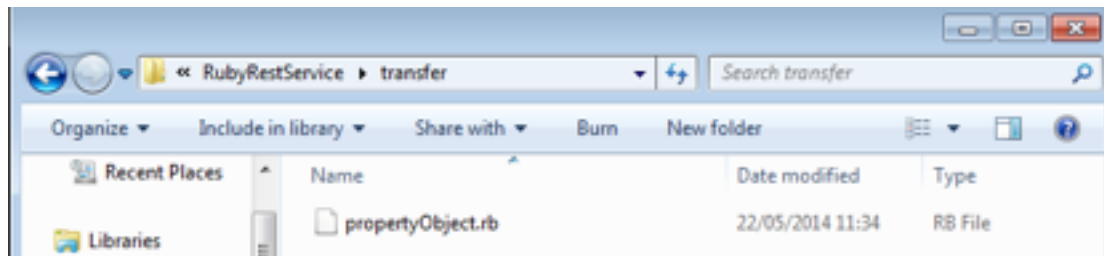 « RubyRestService ▸ transfer Search transfer
Organize ▾ Include in library ▾ Share with ▾ Burn New folder
Recent Places Name Date modified Type
propertyObject.rb 22/05/2014 11:34 RB File
Libraries